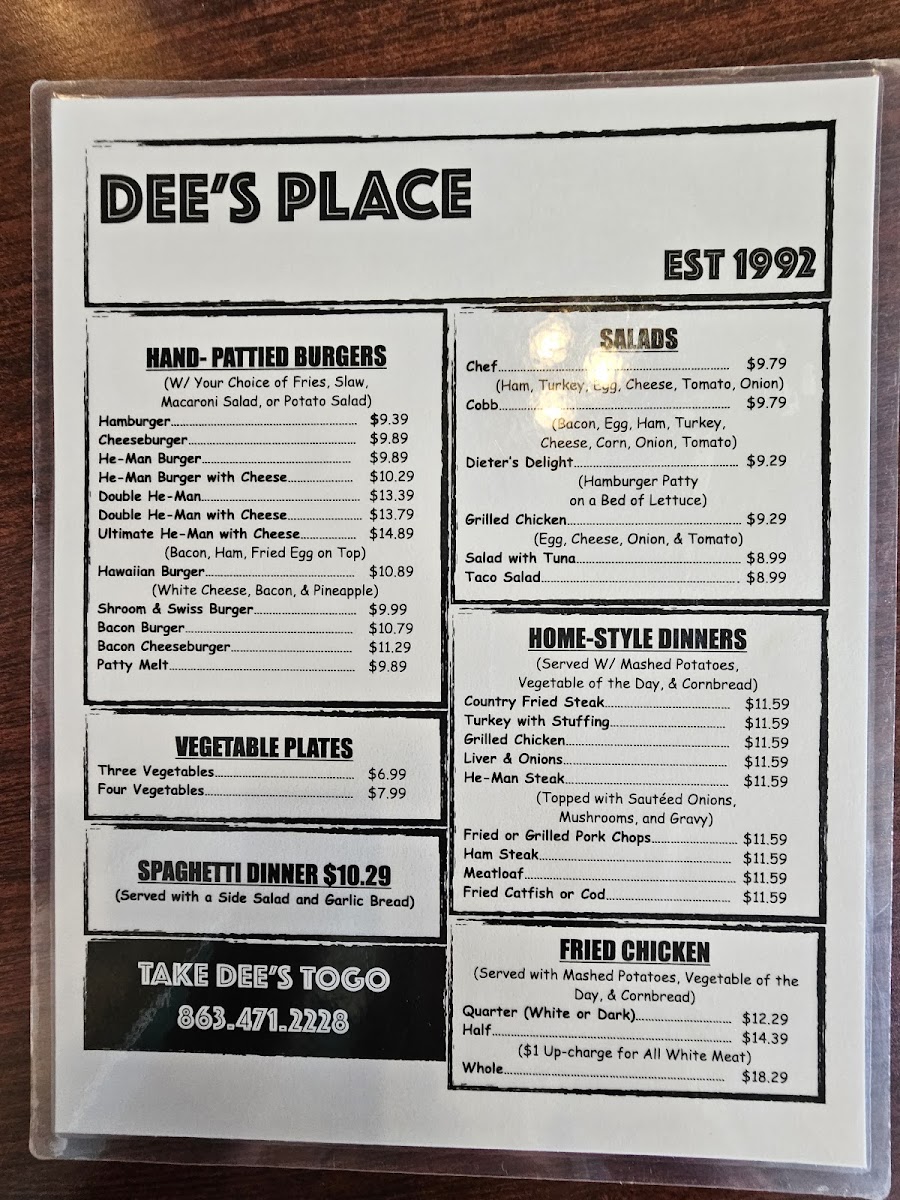 DEE'S PLACE
EST 1992
HAND- PATTIED BURGERS
(W/ Your Choice of Fries, Slaw,
Macaroni Salad, or Potato Salad)
Hamburger $9.39
Cheeseburger $9.89
He-Man Burger $9.89
He-Man Burger with Cheese $10.29
Double He-Man $13.39
Double He-Man with Cheese $13.79
Ultimate He-Man with Cheese $14.89
(Bacon, Ham, Fried Egg on Top)
Hawaiian Burger $10.89
(White Cheese, Bacon, & Pineapple)
Shroom & Swiss Burger $9.99
Bacon Burger $10.79
Bacon Cheeseburger $11.29
Patty Melt $9.89
VEGETABLE PLATES
Three Vegetables $6.99
Four Vegetables $7.99
SPAGHETTI DINNER $10.29
(Served with a Side Salad and Garlic Bread)
TAKE DEE'S TOGO
863.471.2228
SALADS
Chef $9.79
(Ham, Turkey, Egg, Cheese, Tomato, Onion)
Cobb $9.79
(Bacon, Egg, Ham, Turkey,
Cheese, Corn, Onion, Tomato)
Dieter's Delight $9.29
(Hamburger Patty
on a Bed of Lettuce)
Grilled Chicken $9.29
(Egg, Cheese, Onion, & Tomato)
Salad with Tuna $8.99
Taco Salad $8.99
HOME-STYLE DINNERS
(Served W/ Mashed Potatoes,
Vegetable of the Day, & Cornbread)
Country Fried Steak $11.59
Turkey with Stuffing $11.59
Grilled Chicken $11.59
Liver & Onions $11.59
He-Man Steak $11.59
(Topped with Sautéed Onions,
Mushrooms, and Gravy)
Fried or Grilled Pork Chops $11.59
Ham Steak $11.59
Meatloaf $11.59
Fried Catfish or Cod $11.59
FRIED CHICKEN
(Served with Mashed Potatoes, Vegetable of the
Day, & Cornbread)
Quarter (White or Dark) $12.29
Half $14.39
($1 Up-charge for All White Meat)
Whole $18.29